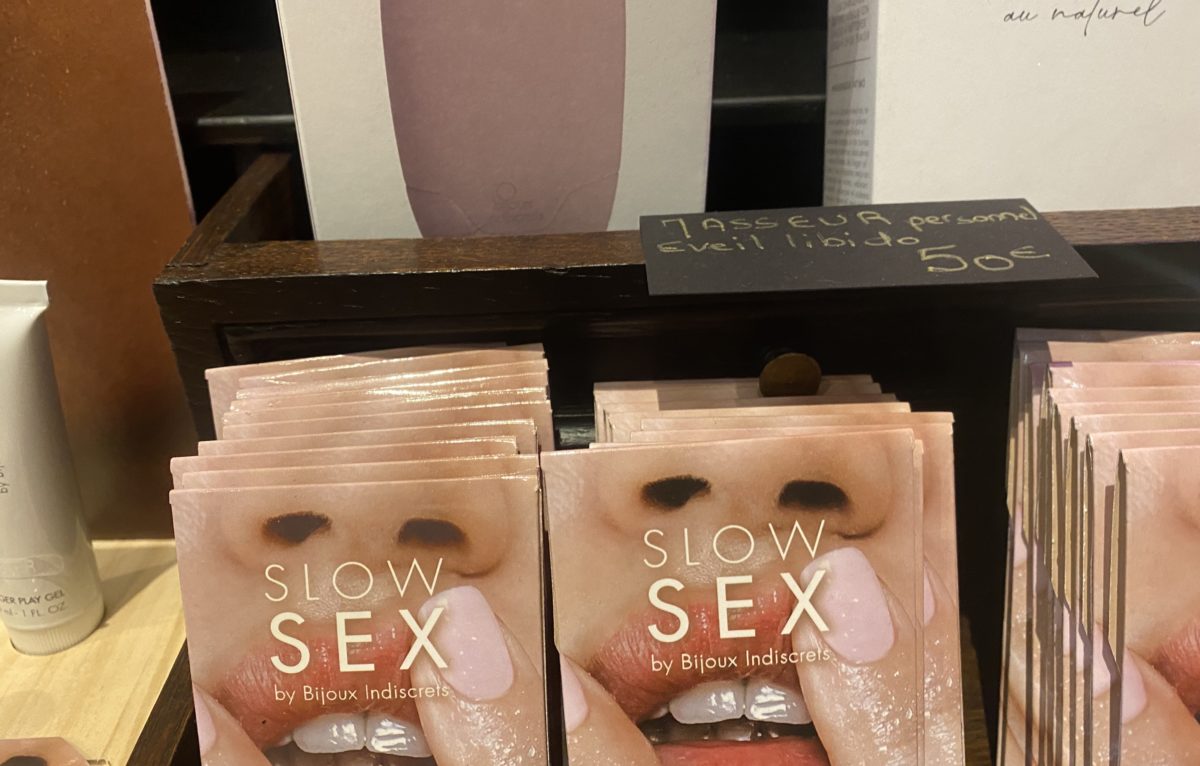 au naturel
MASSEUR personnel
Eveil libido
50€
by
GER PLAY GEL
1 FL. OZ
SLOW
SEX
by Bijoux Indiscrets
SLOW
SEX
by Bijoux Indiscrets